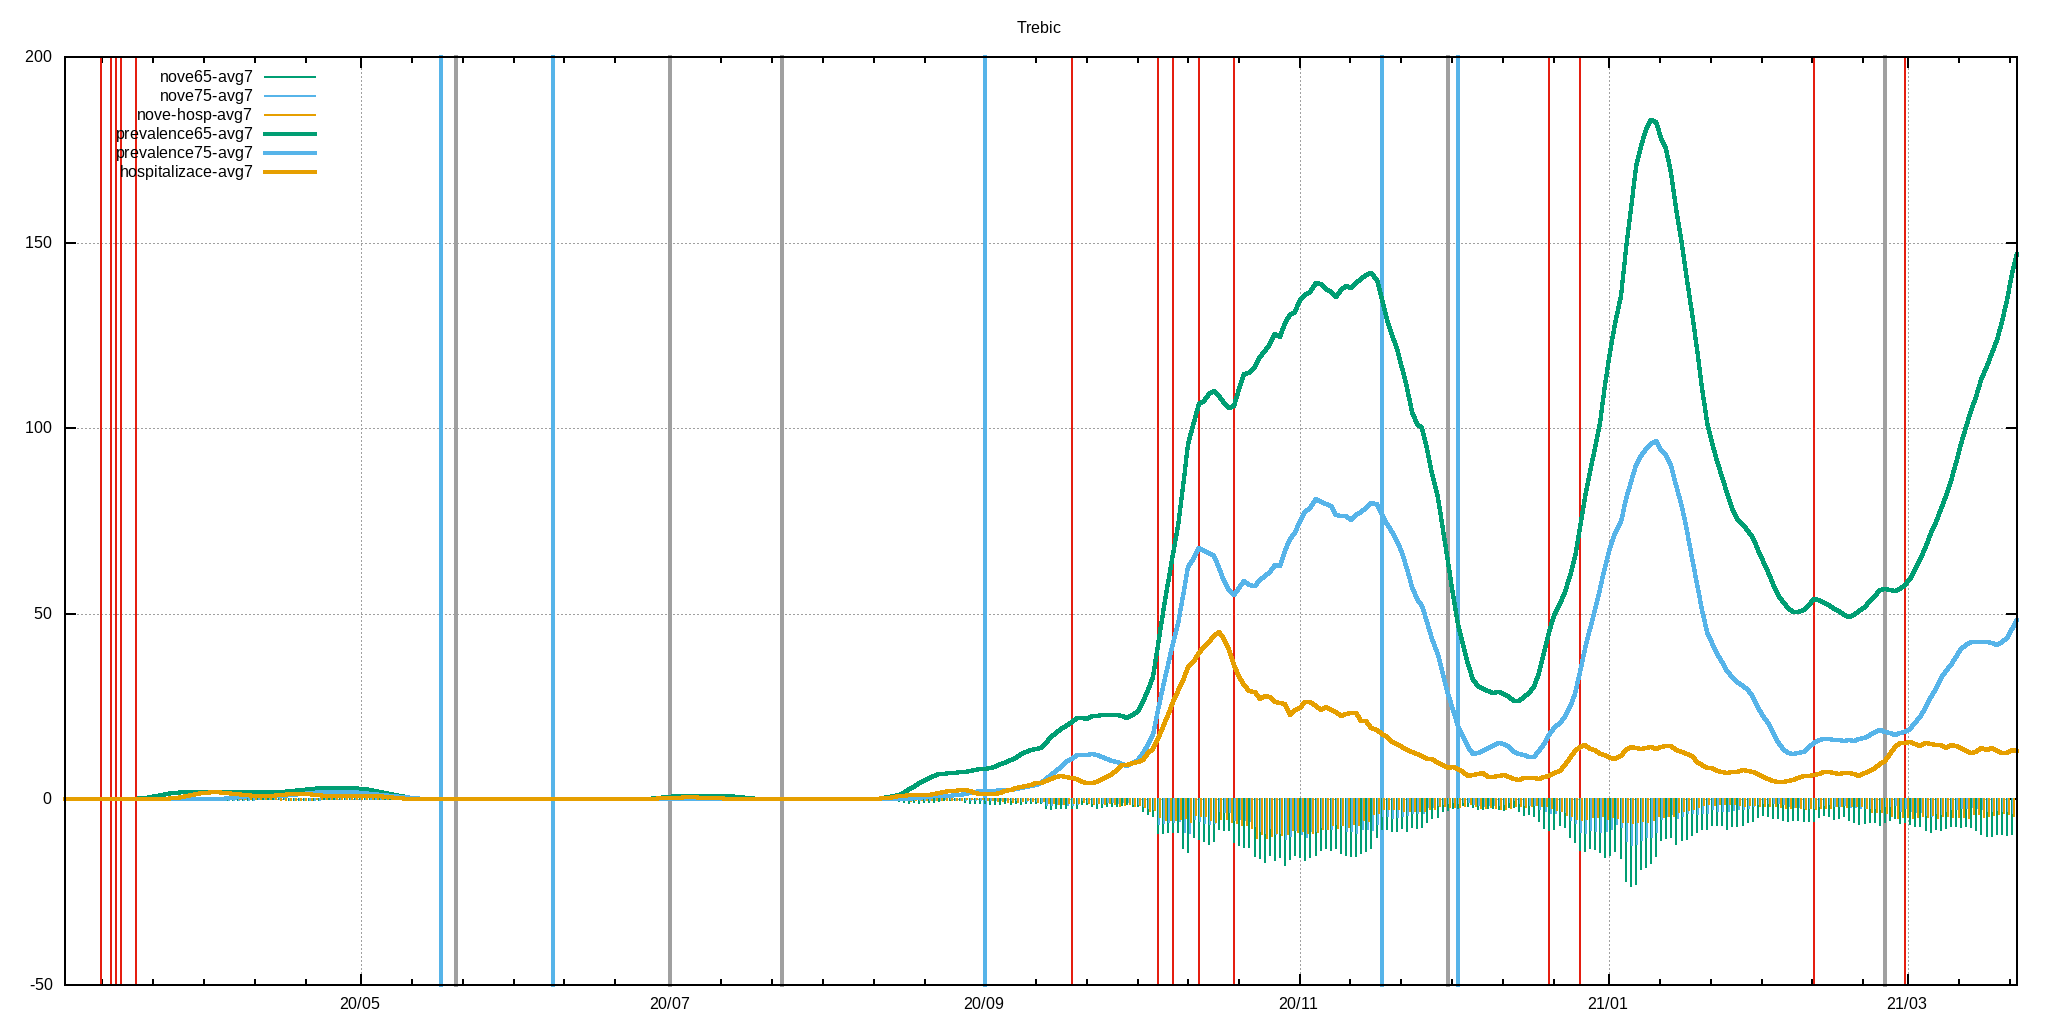 Trebic
200
150
100
50
0
-50
nove65-avg7
nove75-avg7
nove-hosp-avg7
prevalence65-avg7
prevalence75-avg7
hospitalizace-avg7
20/05
20/07
20/09
20/11
21/01
21/03